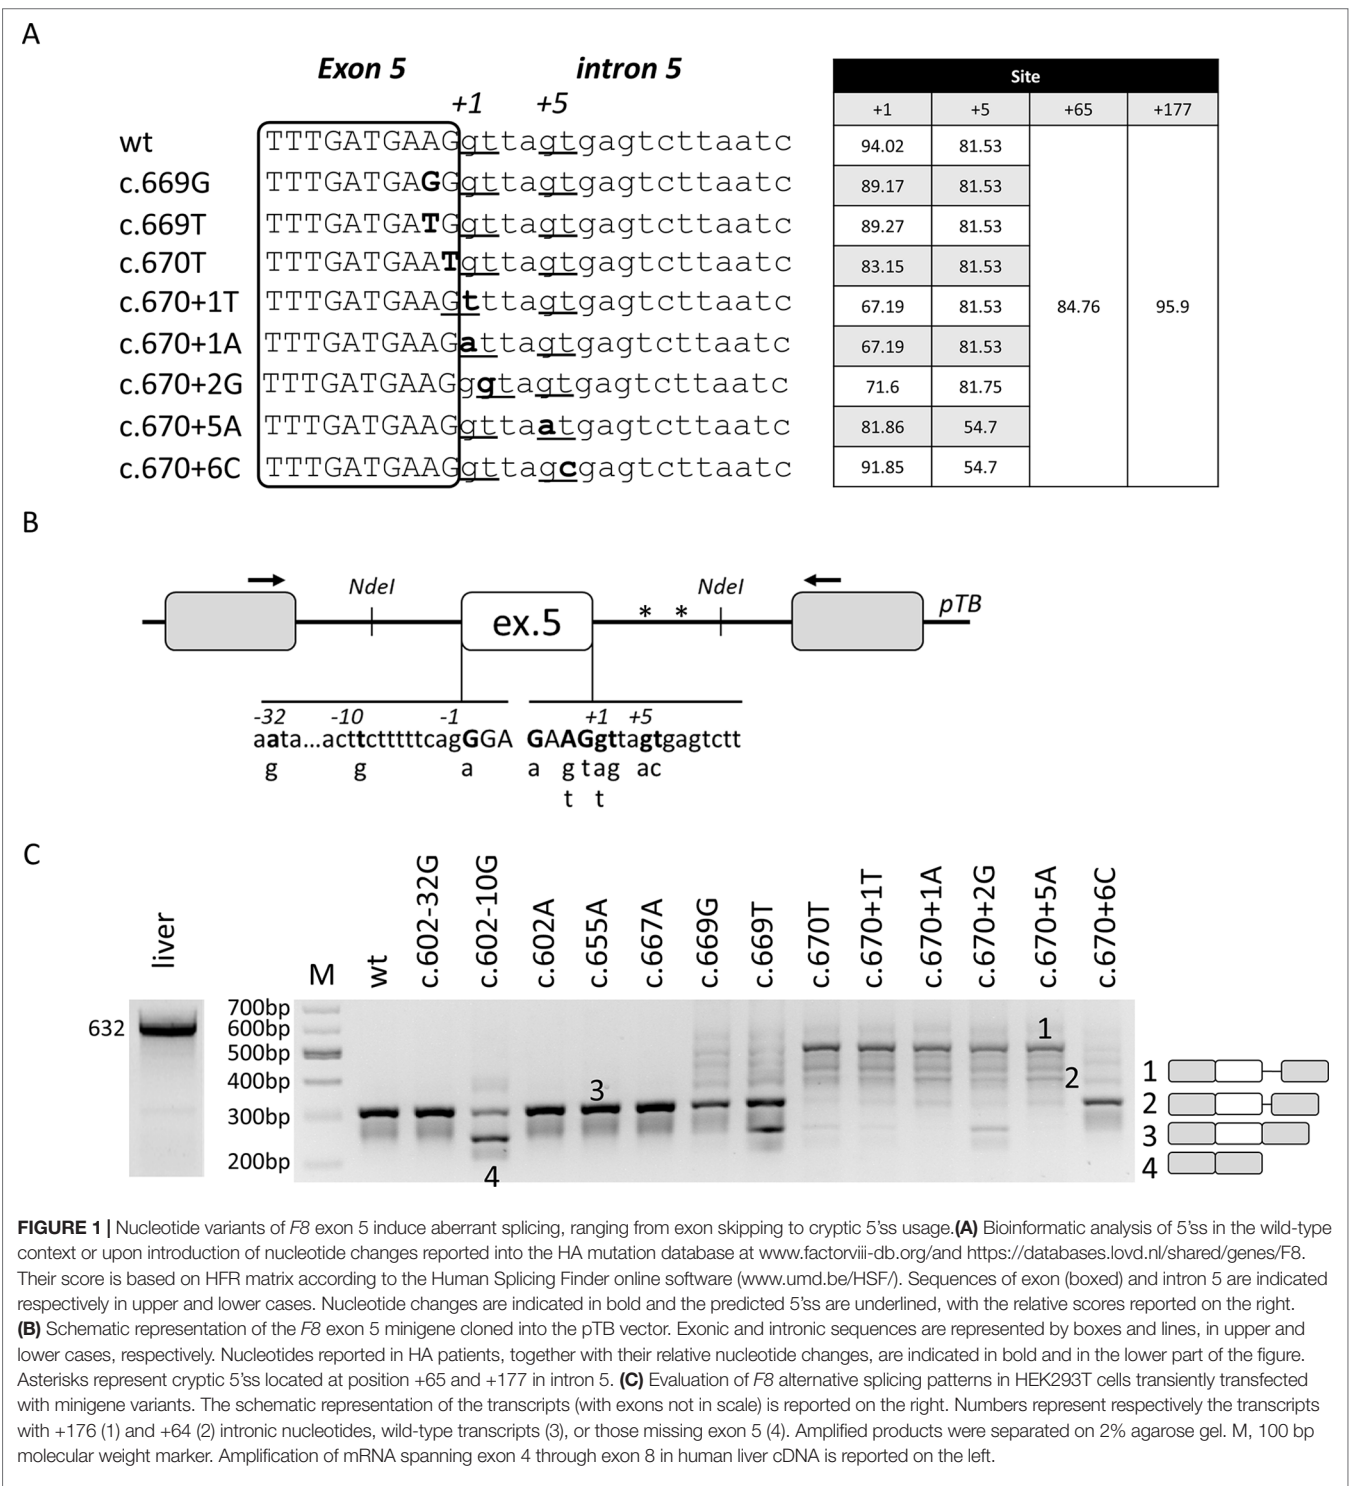 A
Exon 5 intron 5
+1 +5
wt TTTGATGAAGgttagtgagtcttaatc
c.669G TTTGATGAGGgttagtgagtcttaatc
c.669T TTTGATGATGgttagtgagtcttaatc
c.670T TTTGATGAATgttagtgagtcttaatc
c.670+1T TTTGATGAAGtttagtgagtcttaatc
c.670+1A TTTGATGAAGattagtgagtcttaatc
c.670+2G TTTGATGAAGggtagtgagtcttaatc
c.670+5A TTTGATGAAGgttaatgagtcttaatc
c.670+6C TTTGATGAAGgttagcgagtcttaatc
Site
+1 +5 +65 +177
94.02 81.53
89.17 81.53
89.27 81.53
83.15 81.53
67.19 81.53 84.76 95.9
67.19 81.53
71.6 81.75
81.86 54.7
91.85 54.7
B
NdeI NdeI
ex.5 * * pTB
-32 -10 -1 +1 +5
aata...acttctttttcagGGA GAAGgttagtgagtctt
g g a a g t a g a c
t t
C
liver M wt c.602-32G c.602-10G c.602A c.655A c.667A c.669G c.669T c.670T c.670+1T c.670+1A c.670+2G c.670+5A c.670+6C
632
700bp
600bp
500bp
400bp
300bp
200bp
1
2
3
4
1
2
3
4
FIGURE 1 | Nucleotide variants of F8 exon 5 induce aberrant splicing, ranging from exon skipping to cryptic 5'ss usage.(A) Bioinformatic analysis of 5'ss in the wild-type
context or upon introduction of nucleotide changes reported into the HA mutation database at www.factorviii-db.org/and https://databases.lovd.nl/shared/genes/F8.
Their score is based on HFR matrix according to the Human Splicing Finder online software (www.umd.be/HSF/). Sequences of exon (boxed) and intron 5 are indicated
respectively in upper and lower cases. Nucleotide changes are indicated in bold and the predicted 5'ss are underlined, with the relative scores reported on the right.
(B) Schematic representation of the F8 exon 5 minigene cloned into the pTB vector. Exonic and intronic sequences are represented by boxes and lines, in upper and
lower cases, respectively. Nucleotides reported in HA patients, together with their relative nucleotide changes, are indicated in bold and in the lower part of the figure.
Asterisks represent cryptic 5'ss located at position +65 and +177 in intron 5. (C) Evaluation of F8 alternative splicing patterns in HEK293T cells transiently transfected
with minigene variants. The schematic representation of the transcripts (with exons not in scale) is reported on the right. Numbers represent respectively the transcripts
with +176 (1) and +64 (2) intronic nucleotides, wild-type transcripts (3), or those missing exon 5 (4). Amplified products were separated on 2% agarose gel. M, 100 bp
molecular weight marker. Amplification of mRNA spanning exon 4 through exon 8 in human liver cDNA is reported on the left.